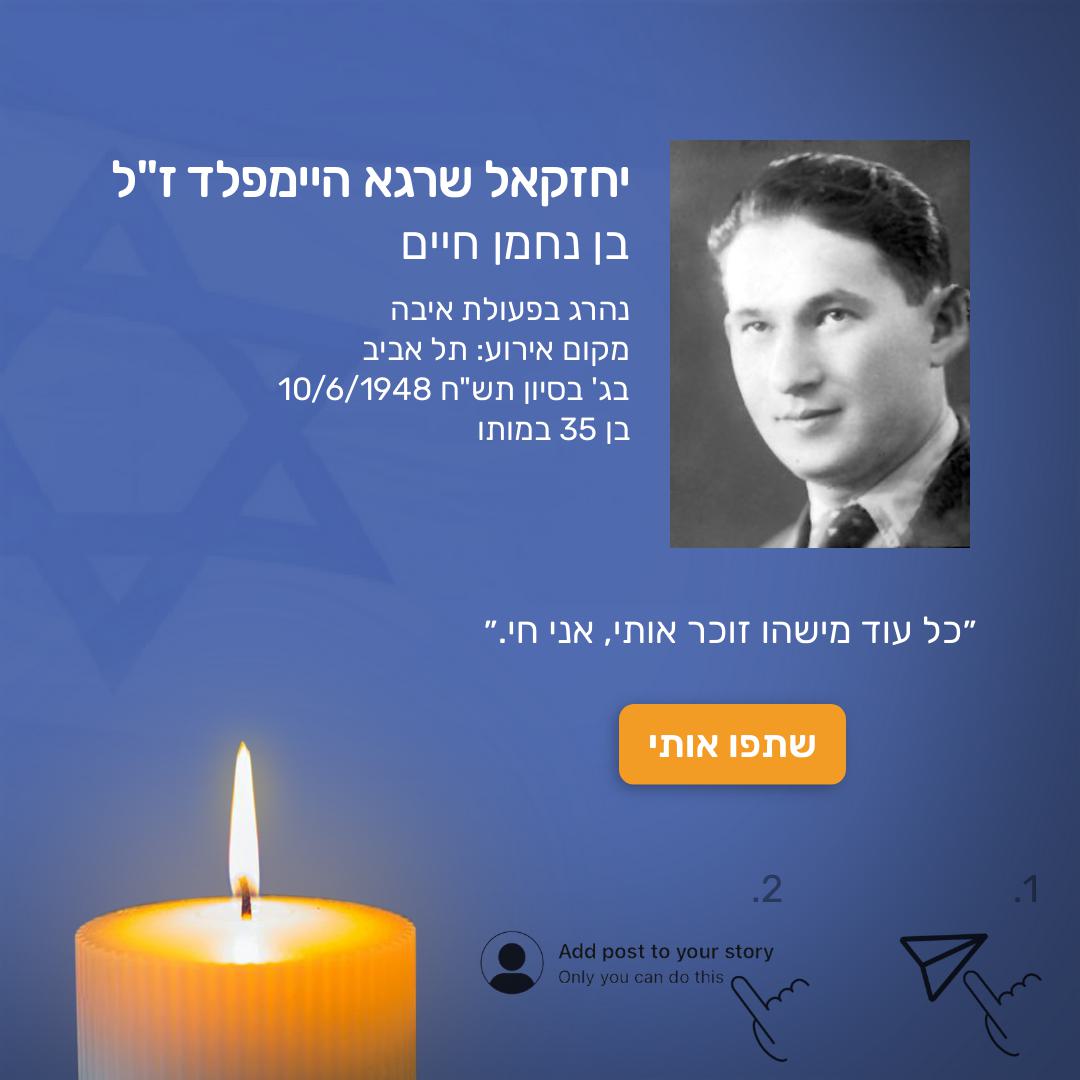 יחזקאל שרגא היימפלד ז"ל
בן נחמן חיים
נהרג בפעולת איבה
מקום אירוע: תל אביב
בג' בסיון תש"ח 10/6/1948
בן 35 במותו
״כל עוד מישהו זוכר אותי, אני חי.״
שתפו אותי
1.
2.
Add post to your story
Only you can do this